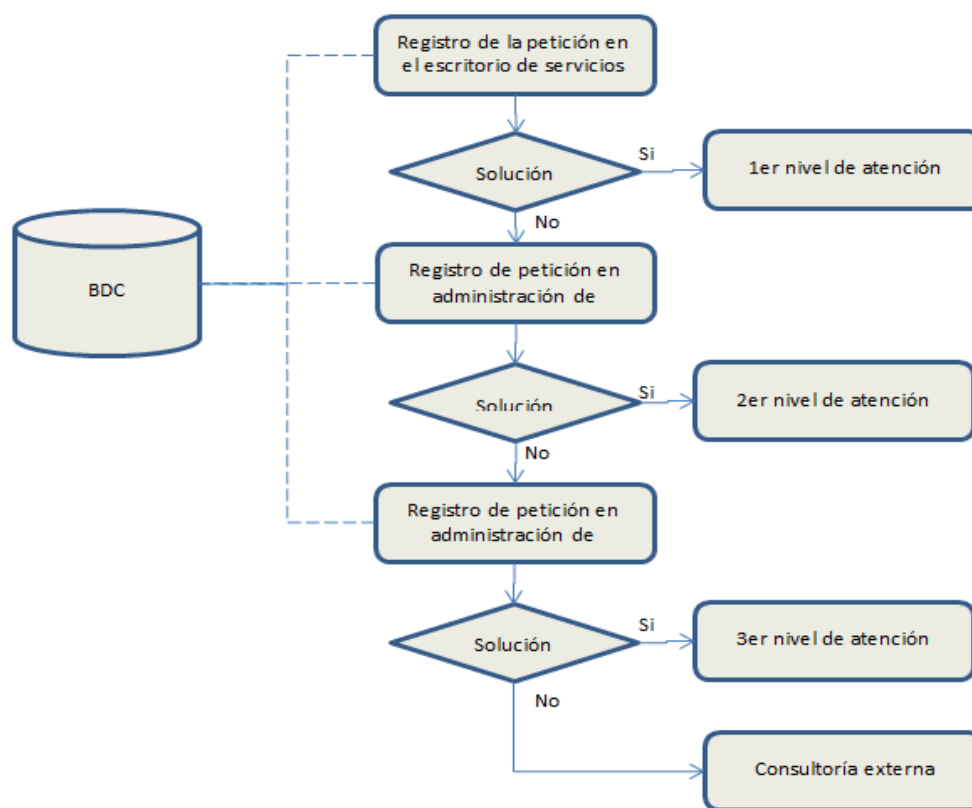 Registro de la petición en
el escritorio de servicios
Solución
Si
1er nivel de atención
No
BDC
Registro de petición en
administración de
Solución
Si
2er nivel de atención
No
Registro de petición en
administración de
Solución
Si
3er nivel de atención
No
Consultoría externa